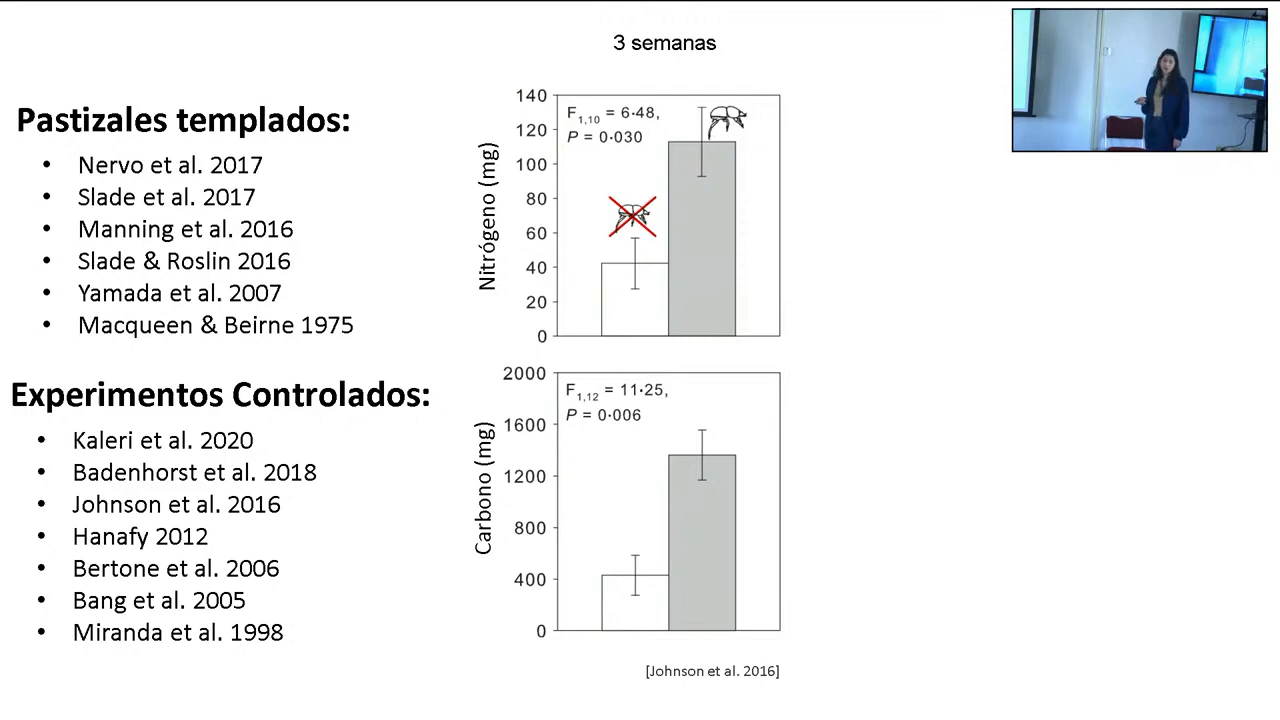 3 semanas
Pastizales templados:
• Nervo et al. 2017
• Slade et al. 2017
• Manning et al. 2016
• Slade & Roslin 2016
• Yamada et al. 2007
• Macqueen & Beirne 1975
Experimentos Controlados:
• Kaleri et al. 2020
• Badenhorst et al. 2018
• Johnson et al. 2016
• Hanafy 2012
• Bertone et al. 2006
• Bang et al. 2005
• Miranda et al. 1998
Nitrógeno (mg)
140
120
100
80
60
40
20
0
F1,10 = 6·48,
P = 0·030
Carbono (mg)
2000
1600
1200
800
400
0
F1,12 = 11·25,
P = 0·006
[Johnson et al. 2016]